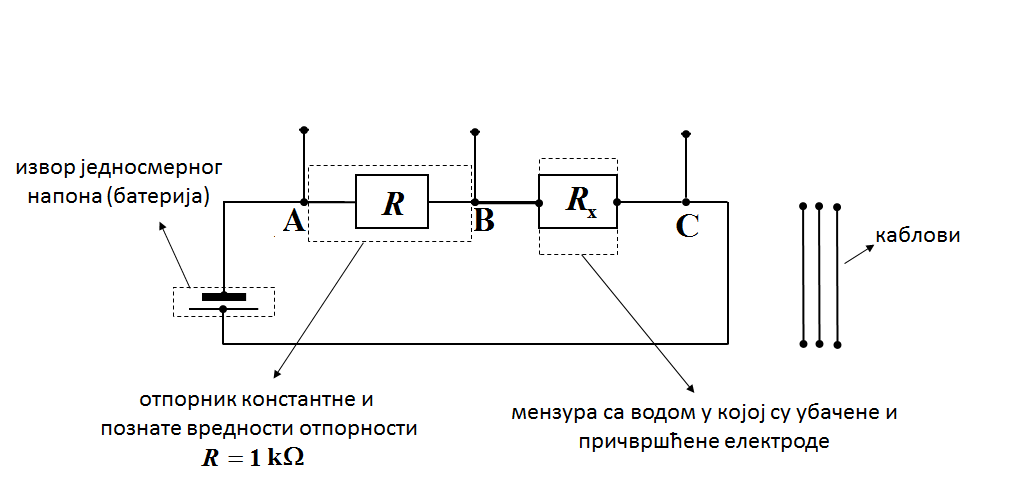 извор једносмерног
напона (батерија)
A
R
B
Rₓ
C
каблови
отпорник константне и
познате вредности отпорности
R = 1 kΩ
мензура са водом у којој су убачене и
причвршћене електроде